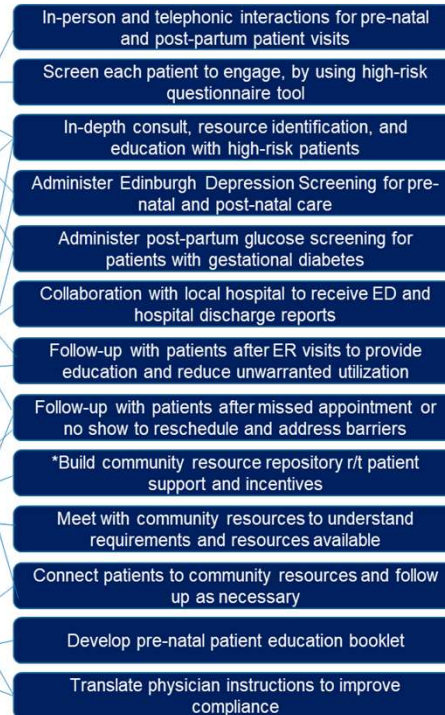 In-person and telephonic interactions for pre-natal
and post-partum patient visits
Screen each patient to engage, by using high-risk
questionnaire tool
In-depth consult, resource identification, and
education with high-risk patients
Administer Edinburgh Depression Screening for pre-
natal and post-natal care
Administer post-partum glucose screening for
patients with gestational diabetes
Collaboration with local hospital to receive ED and
hospital discharge reports
Follow-up with patients after ER visits to provide
education and reduce unwarranted utilization
Follow-up with patients after missed appointment or
no show to reschedule and address barriers
*Build community resource repository r/t patient
support and incentives
Meet with community resources to understand
requirements and resources available
Connect patients to community resources and follow
up as necessary
Develop pre-natal patient education booklet
Translate physician instructions to improve
compliance